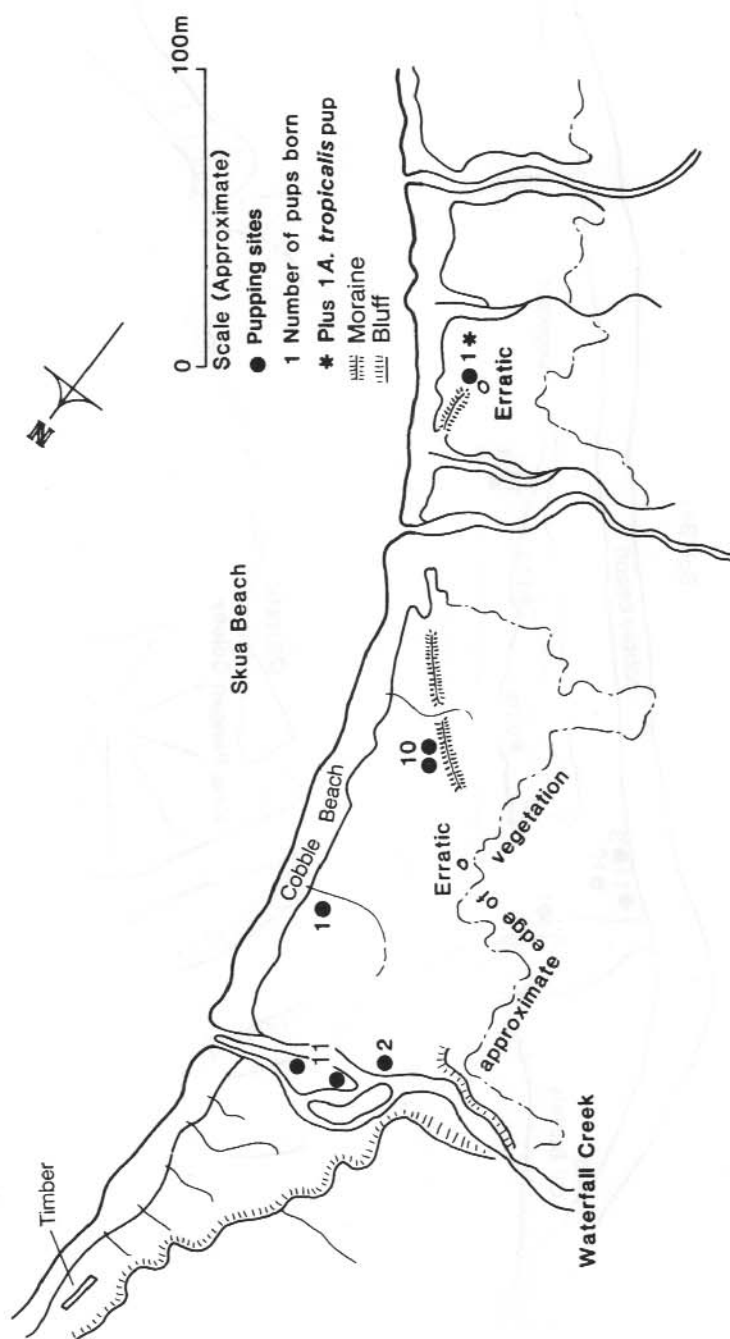 N
0 100m
Scale (Approximate)
● Pupping sites
1 Number of pups born
* Plus 1 A. tropicalis pup
Moraine
Bluff
Skua Beach
Timber
Cobble Beach
11
2
1
10
1*
Erratic
Erratic
approximate edge of vegetation
Waterfall Creek